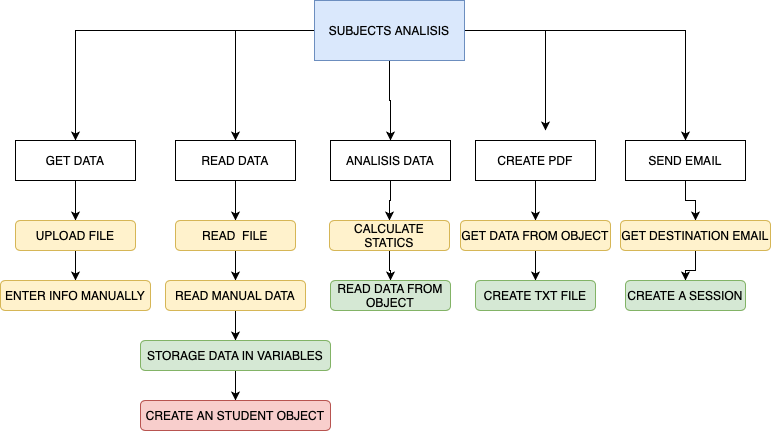 SUBJECTS ANALISIS
GET DATA
READ DATA
ANALISIS DATA
CREATE PDF
SEND EMAIL
UPLOAD FILE
READ FILE
CALCULATE
STATICS
GET DATA FROM OBJECT
GET DESTINATION EMAIL
ENTER INFO MANUALLY
READ MANUAL DATA
READ DATA FROM
OBJECT
CREATE TXT FILE
CREATE A SESSION
STORAGE DATA IN VARIABLES
CREATE AN STUDENT OBJECT